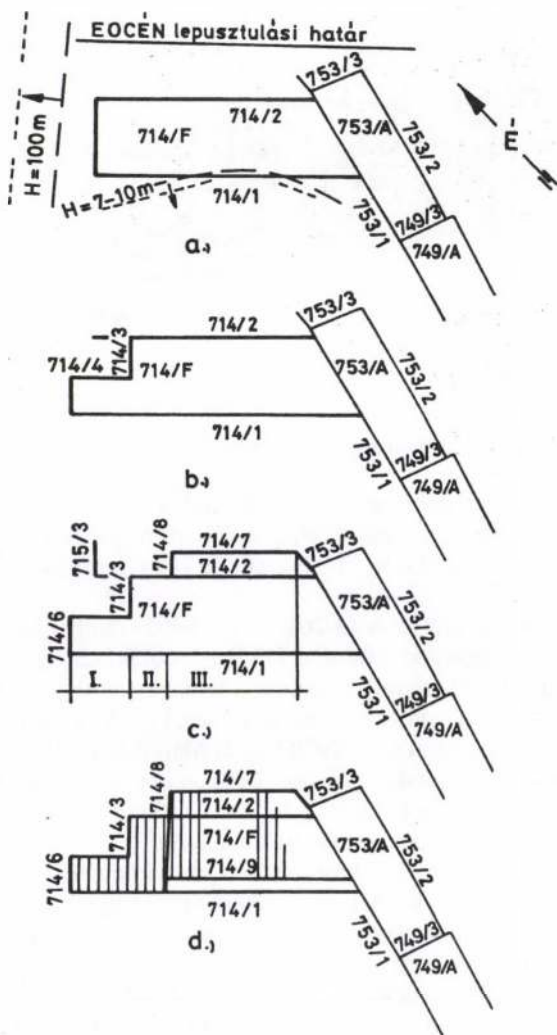 EOCÉN lepusztulási határ
H=100m
753/3
714/2
714/F
753/A
753/2
É
H=7-10m
714/1
753/1
749/3
749/A
a.)
753/3
714/3
714/2
714/4
714/F
753/A
753/2
714/1
753/1
749/3
749/A
b.)
715/3
714/8
714/7
753/3
714/3
714/2
753/A
714/6
714/F
753/2
714/1
I. II. III.
753/1
749/3
749/A
c.)
714/8
714/7
753/3
714/3
714/2
753/A
714/6
714/F
753/2
714/9
714/1
753/1
749/3
749/A
d.)